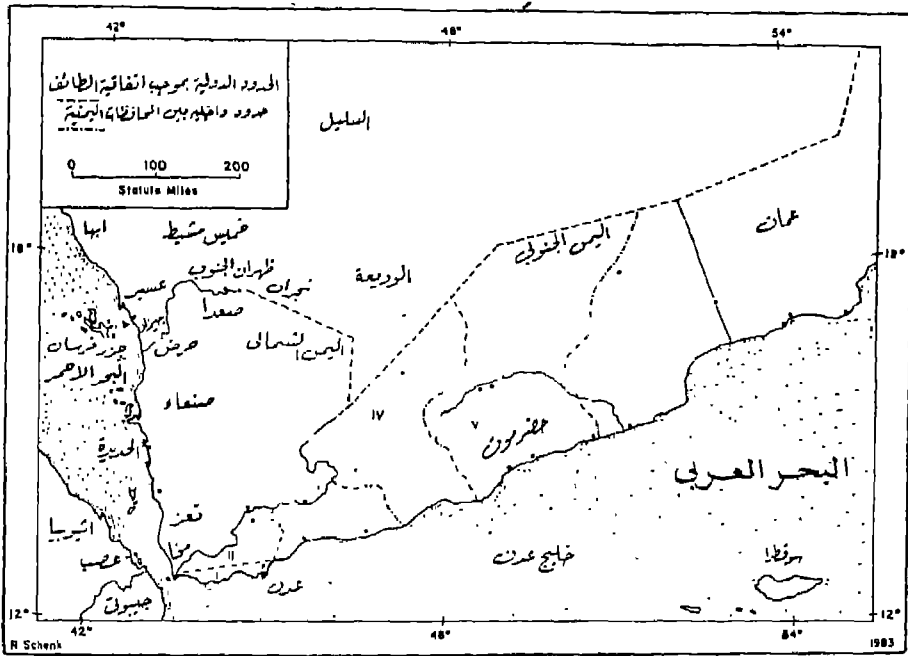 42°
48°
54°
الحدود الدولية بموجب اتفاقية الطائف
حدود داخلية بين المحافظات اليمنية
0 100 200
Statute Miles
السليل
ابها
خميس مشيط
18°
18°
عمان
اليمن الجنوبي
ظهران الجنوب
نجران
الوديعة
عسير
صعدا
جيزان
حرض
اليمن الشمالي
جزر فرسان
البحر الاحمر
صنعاء
١٧
٧
حضرموت
الحديدة
البحر العربي
تعز
مخا
اثيوبيا
عصب
جيبوتي
عدن
خليج عدن
سوقطرا
12°
12°
42°
48°
54°
R Schenk
1983